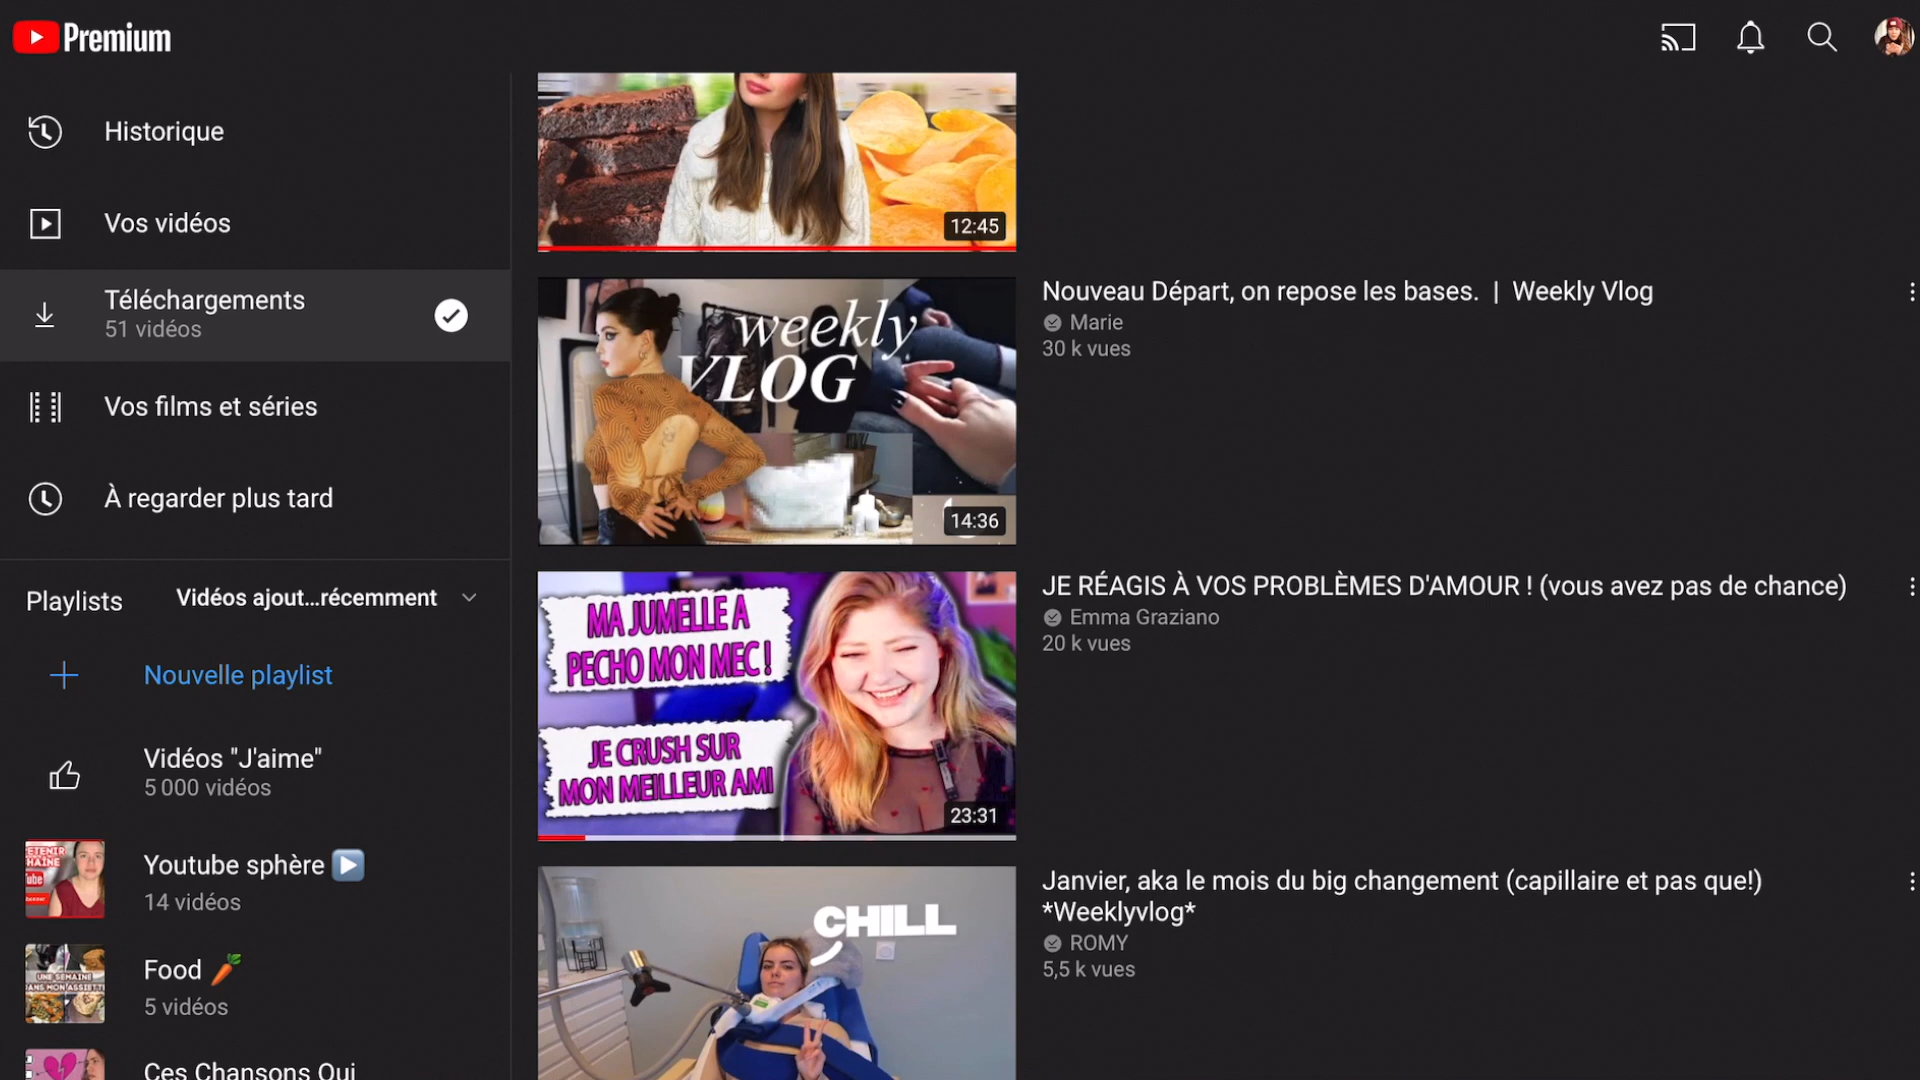 Premium
Historique
Vos vidéos
Téléchargements
51 vidéos
Vos films et séries
À regarder plus tard
Playlists
Vidéos ajout...récemment
Nouvelle playlist
Vidéos "J'aime"
5 000 vidéos
Youtube sphère ▶️
14 vidéos
UNE SEMAINE
DANS MON ASSIETTE
Food 🥕
5 vidéos
Ces Chansons Qui
12:45
weekly
VLOG
14:36
Nouveau Départ, on repose les bases. | Weekly Vlog
Marie
30 k vues
MA JUMELLE A
PECHO MON MEC !
JE CRUSH SUR
MON MEILLEUR AMI
23:31
JE RÉAGIS À VOS PROBLÈMES D'AMOUR ! (vous avez pas de chance)
Emma Graziano
20 k vues
CHILL
Janvier, aka le mois du big changement (capillaire et pas que!)
*Weeklyvlog*
ROMY
5,5 k vues